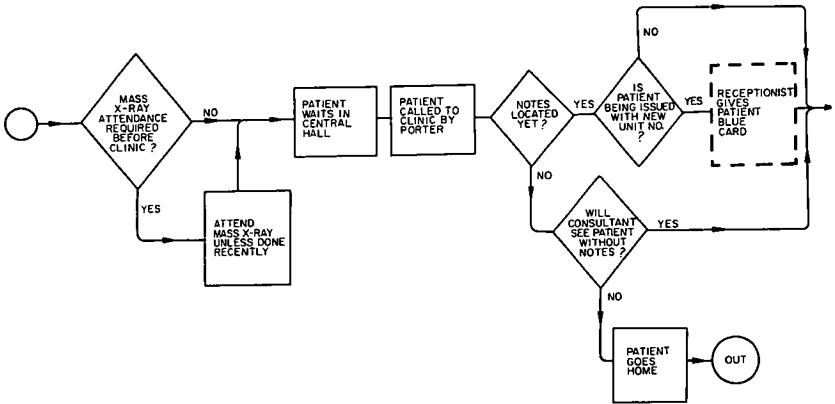 MASS
X-RAY
ATTENDANCE
REQUIRED
BEFORE
CLINIC ?
NO
YES
ATTEND
MASS X-RAY
UNLESS DONE
RECENTLY
PATIENT
WAITS IN
CENTRAL
HALL
PATIENT
CALLED TO
CLINIC BY
PORTER
NOTES
LOCATED
YET ?
YES
NO
IS
PATIENT
BEING ISSUED
WITH NEW
UNIT NO.
?
NO
YES
RECEPTIONIST
GIVES
PATIENT
BLUE
CARD
WILL
CONSULTANT
SEE PATIENT
WITHOUT
NOTES ?
YES
NO
PATIENT
GOES
HOME
OUT